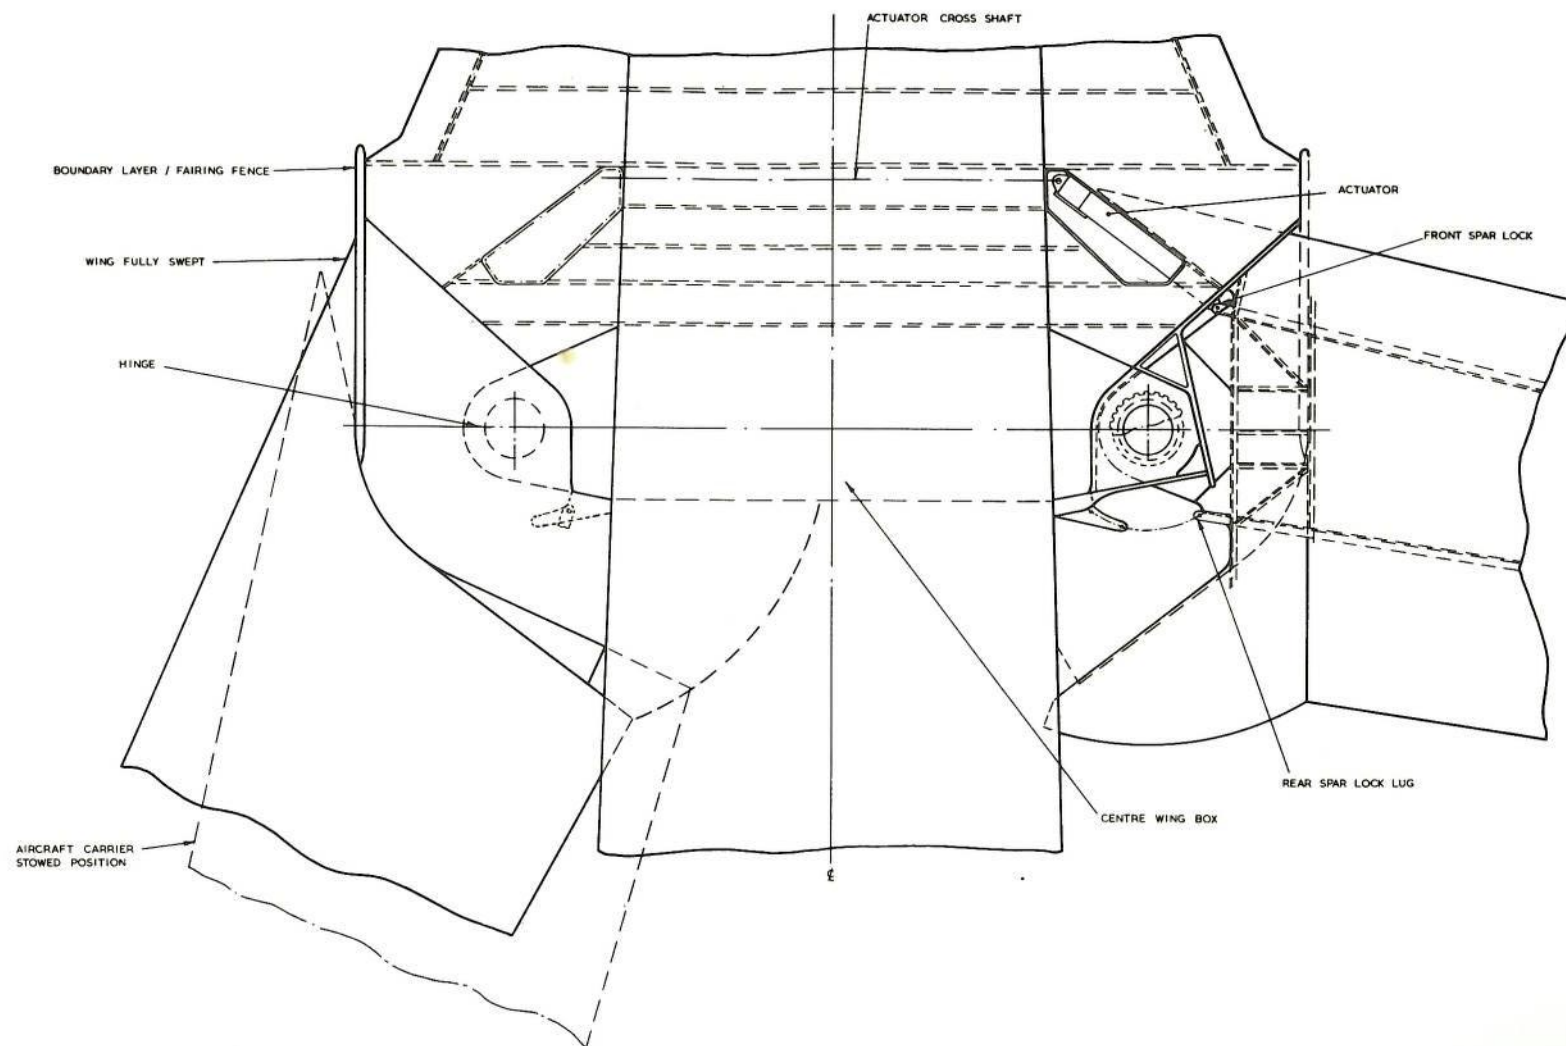 ACTUATOR CROSS SHAFT
BOUNDARY LAYER / FAIRING FENCE
ACTUATOR
FRONT SPAR LOCK
WING FULLY SWEPT
HINGE
REAR SPAR LOCK LUG
CENTRE WING BOX
AIRCRAFT CARRIER
STOWED POSITION
℄